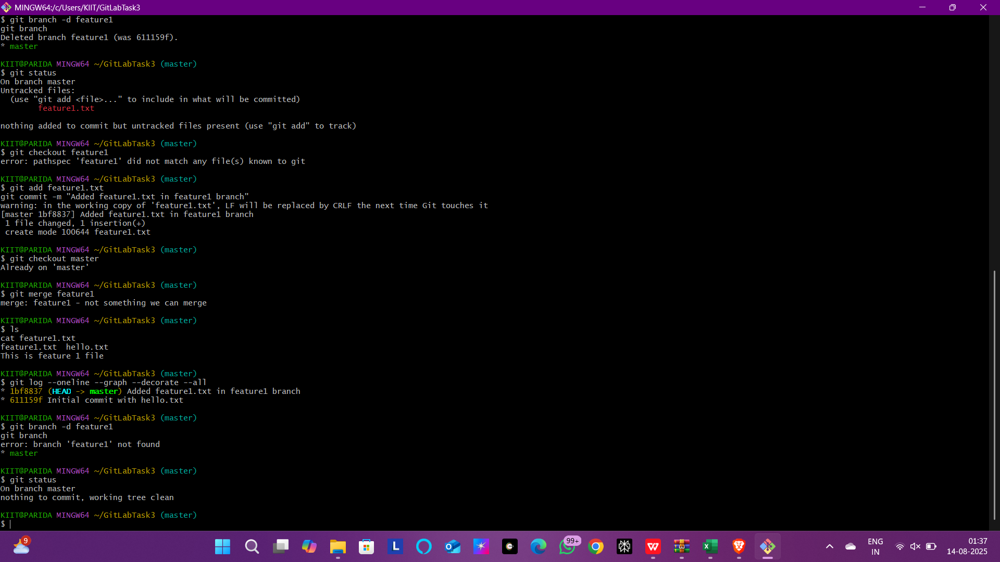 MINGW64:/c/Users/KIIT/GitLabTask3
$ git branch -d feature1
git branch
Deleted branch feature1 (was 611159f).
* master
KIIT@PARIDA MINGW64 ~/GitLabTask3 (master)
$ git status
On branch master
Untracked files:
  (use "git add <file>..." to include in what will be committed)
        feature1.txt
nothing added to commit but untracked files present (use "git add" to track)
KIIT@PARIDA MINGW64 ~/GitLabTask3 (master)
$ git checkout feature1
error: pathspec 'feature1' did not match any file(s) known to git
KIIT@PARIDA MINGW64 ~/GitLabTask3 (master)
$ git add feature1.txt
git commit -m "Added feature1.txt in feature1 branch"
warning: in the working copy of 'feature1.txt', LF will be replaced by CRLF the next time Git touches it
[master 1bf8837] Added feature1.txt in feature1 branch
 1 file changed, 1 insertion(+)
 create mode 100644 feature1.txt
KIIT@PARIDA MINGW64 ~/GitLabTask3 (master)
$ git checkout master
Already on 'master'
KIIT@PARIDA MINGW64 ~/GitLabTask3 (master)
$ git merge feature1
merge: feature1 - not something we can merge
KIIT@PARIDA MINGW64 ~/GitLabTask3 (master)
$ ls
cat feature1.txt
feature1.txt  hello.txt
This is feature 1 file
KIIT@PARIDA MINGW64 ~/GitLabTask3 (master)
$ git log --oneline --graph --decorate --all
* 1bf8837 (HEAD -> master) Added feature1.txt in feature1 branch
* 611159f Initial commit with hello.txt
KIIT@PARIDA MINGW64 ~/GitLabTask3 (master)
$ git branch -d feature1
git branch
error: branch 'feature1' not found
* master
KIIT@PARIDA MINGW64 ~/GitLabTask3 (master)
$ git status
On branch master
nothing to commit, working tree clean
KIIT@PARIDA MINGW64 ~/GitLabTask3 (master)
$
9
L
99+
ENG
IN
01:37
14-08-2025